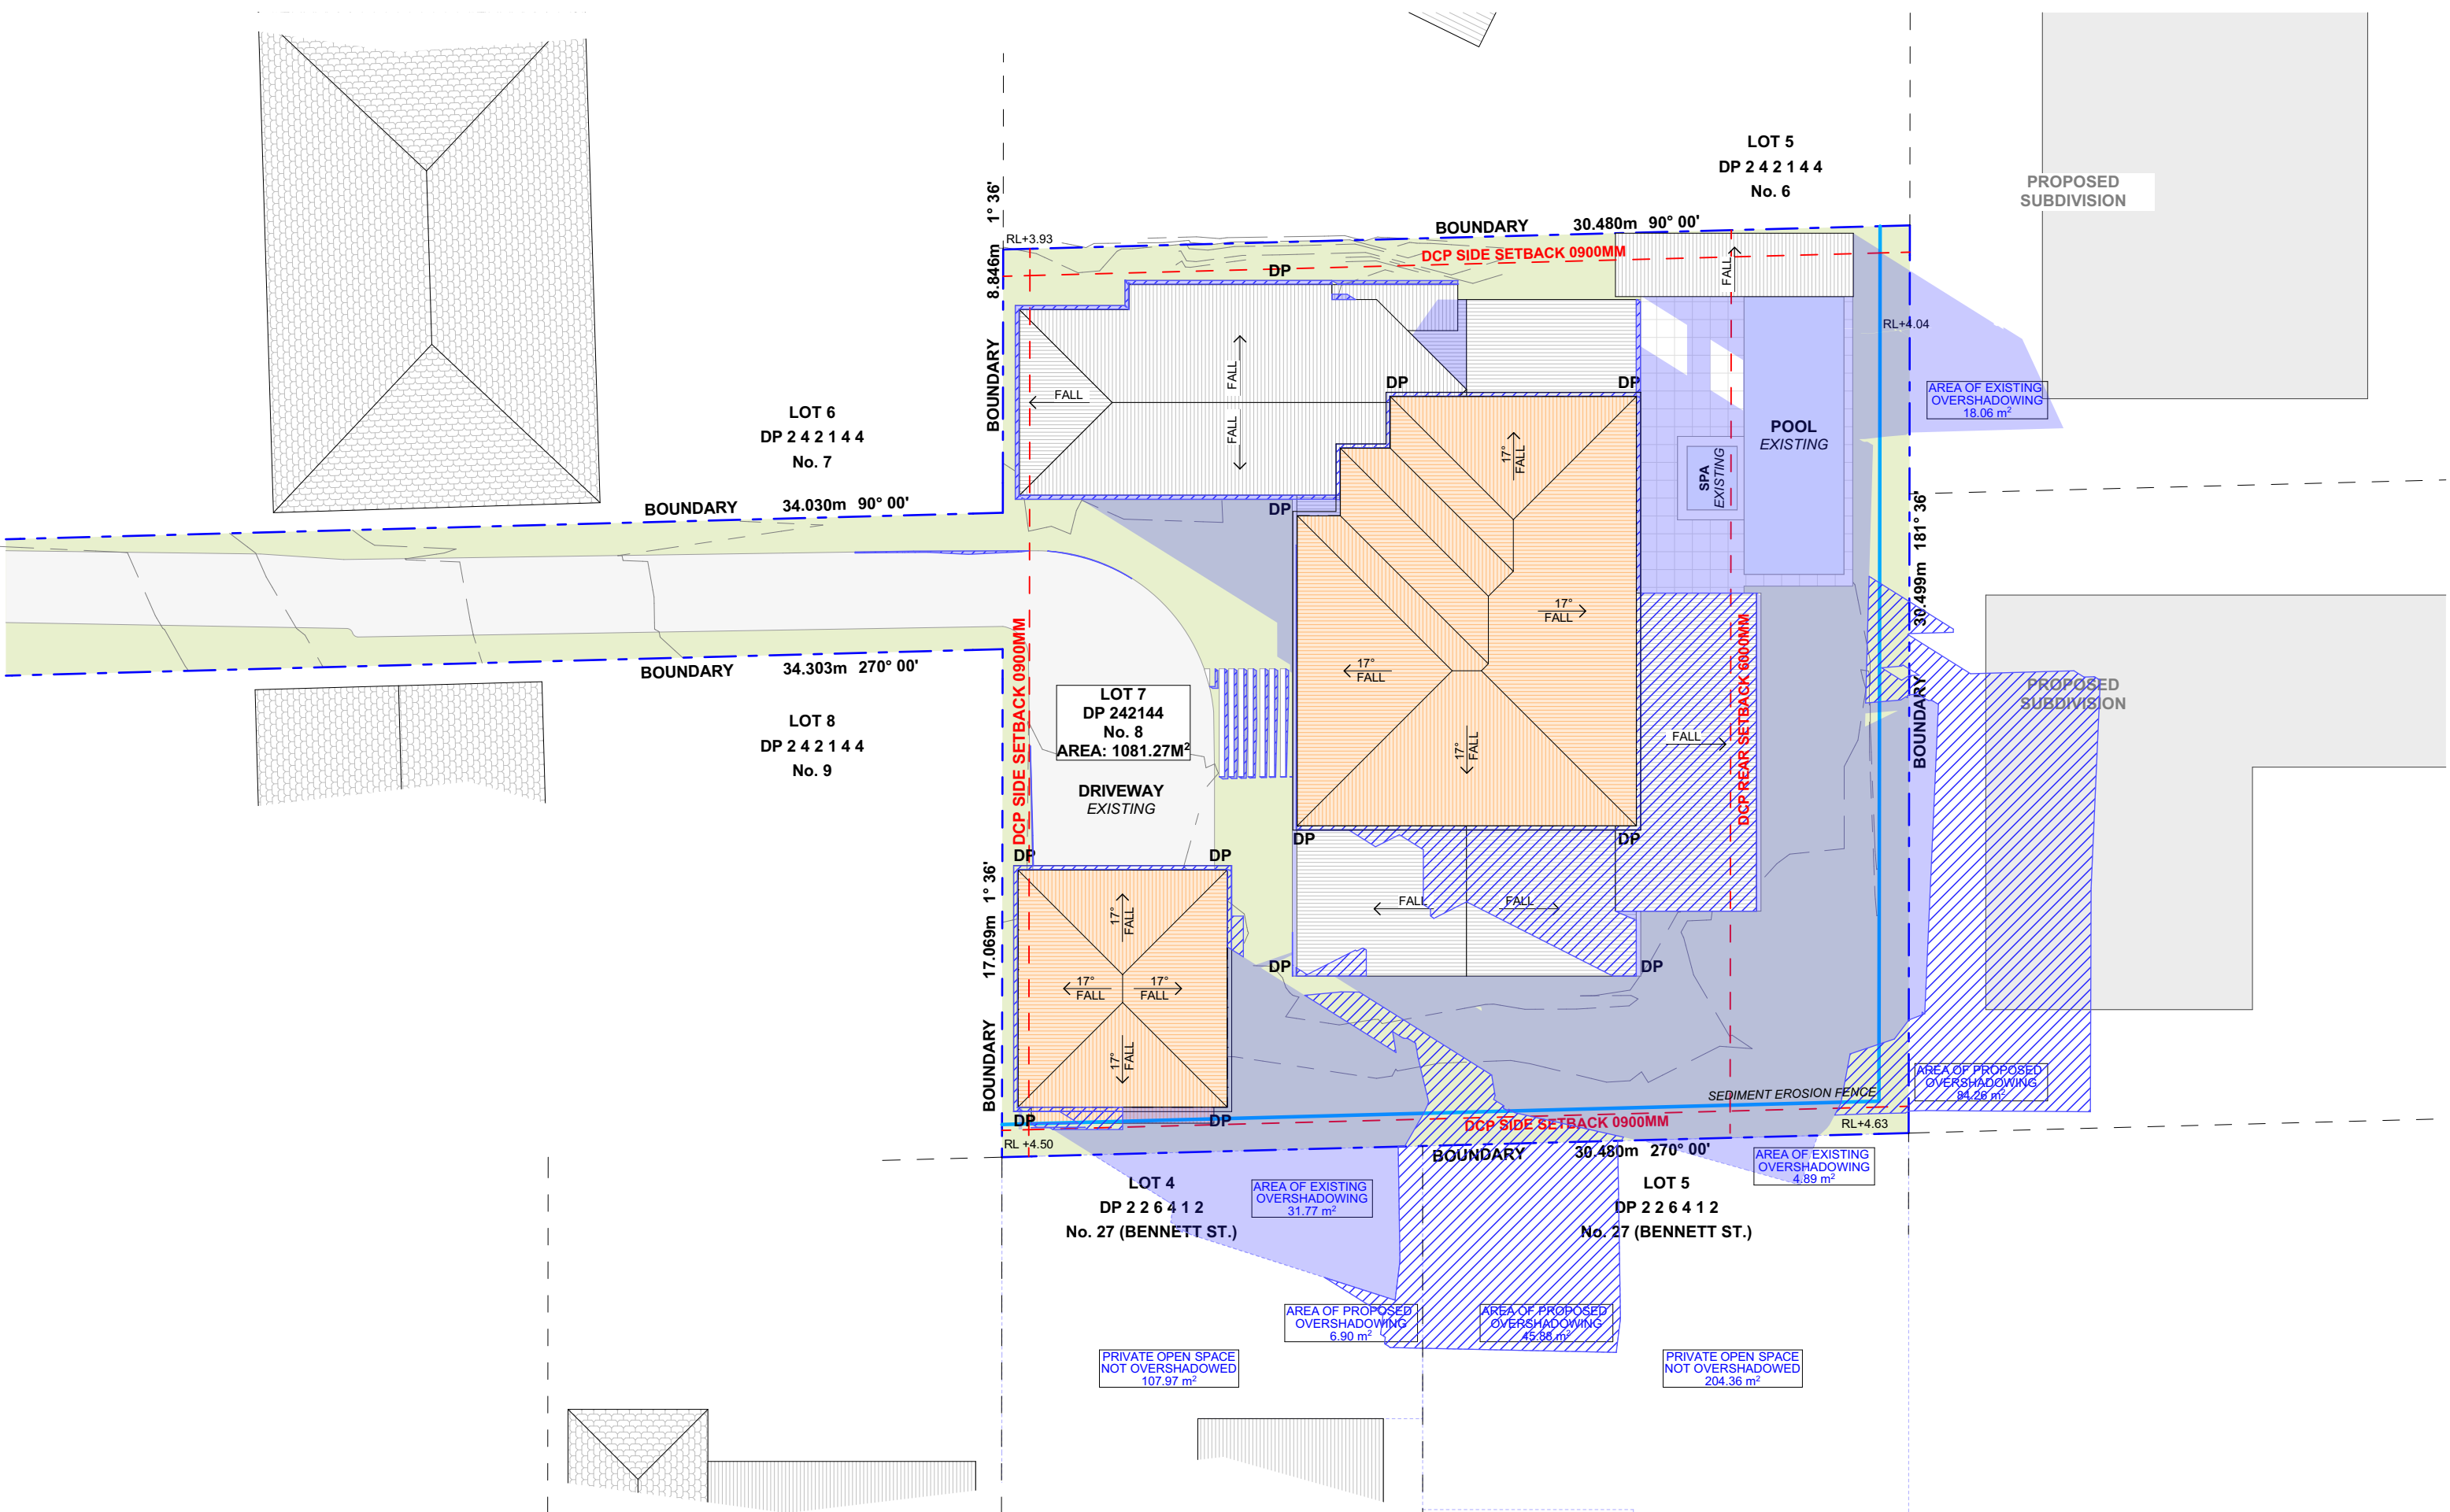 LOT 5
DP 2 4 2 1 4 4
No. 6
PROPOSED
SUBDIVISION
BOUNDARY 30.480m 90° 00'
8.846m 1° 36'
BOUNDARY
RL+3.93
DCP SIDE SETBACK 0900MM
DP
FALL
RL+4.04
FALL
FALL
FALL
DP
DP
AREA OF EXISTING
OVERSHADOWING
18.06 m²
POOL
EXISTING
SPA
EXISTING
LOT 6
DP 2 4 2 1 4 4
No. 7
17°
FALL
BOUNDARY 34.030m 90° 00'
DP
30.499m 181° 36'
BOUNDARY
17°
FALL
17°
FALL
BOUNDARY 34.303m 270° 00'
DCP SIDE SETBACK 0900MM
LOT 7
DP 242144
No. 8
AREA: 1081.27M²
DCP REAR SETBACK 6000MM
PROPOSED
SUBDIVISION
LOT 8
DP 2 4 2 1 4 4
No. 9
17°
FALL
FALL
DRIVEWAY
EXISTING
DP
DP
DP
DP
17.069m 1° 36'
BOUNDARY
17°
FALL
FALL
FALL
DP
DP
17°
FALL
17°
FALL
17°
FALL
SEDIMENT EROSION FENCE
AREA OF PROPOSED
OVERSHADOWING
84.26 m²
DP
DP
DCP SIDE SETBACK 0900MM
RL+4.63
RL +4.50
BOUNDARY 30.480m 270° 00'
AREA OF EXISTING
OVERSHADOWING
4.89 m²
LOT 4
DP 2 2 6 4 1 2
No. 27 (BENNETT ST.)
AREA OF EXISTING
OVERSHADOWING
31.77 m²
LOT 5
DP 2 2 6 4 1 2
No. 27 (BENNETT ST.)
AREA OF PROPOSED
OVERSHADOWING
6.90 m²
AREA OF PROPOSED
OVERSHADOWING
45.88 m²
PRIVATE OPEN SPACE
NOT OVERSHADOWED
107.97 m²
PRIVATE OPEN SPACE
NOT OVERSHADOWED
204.36 m²